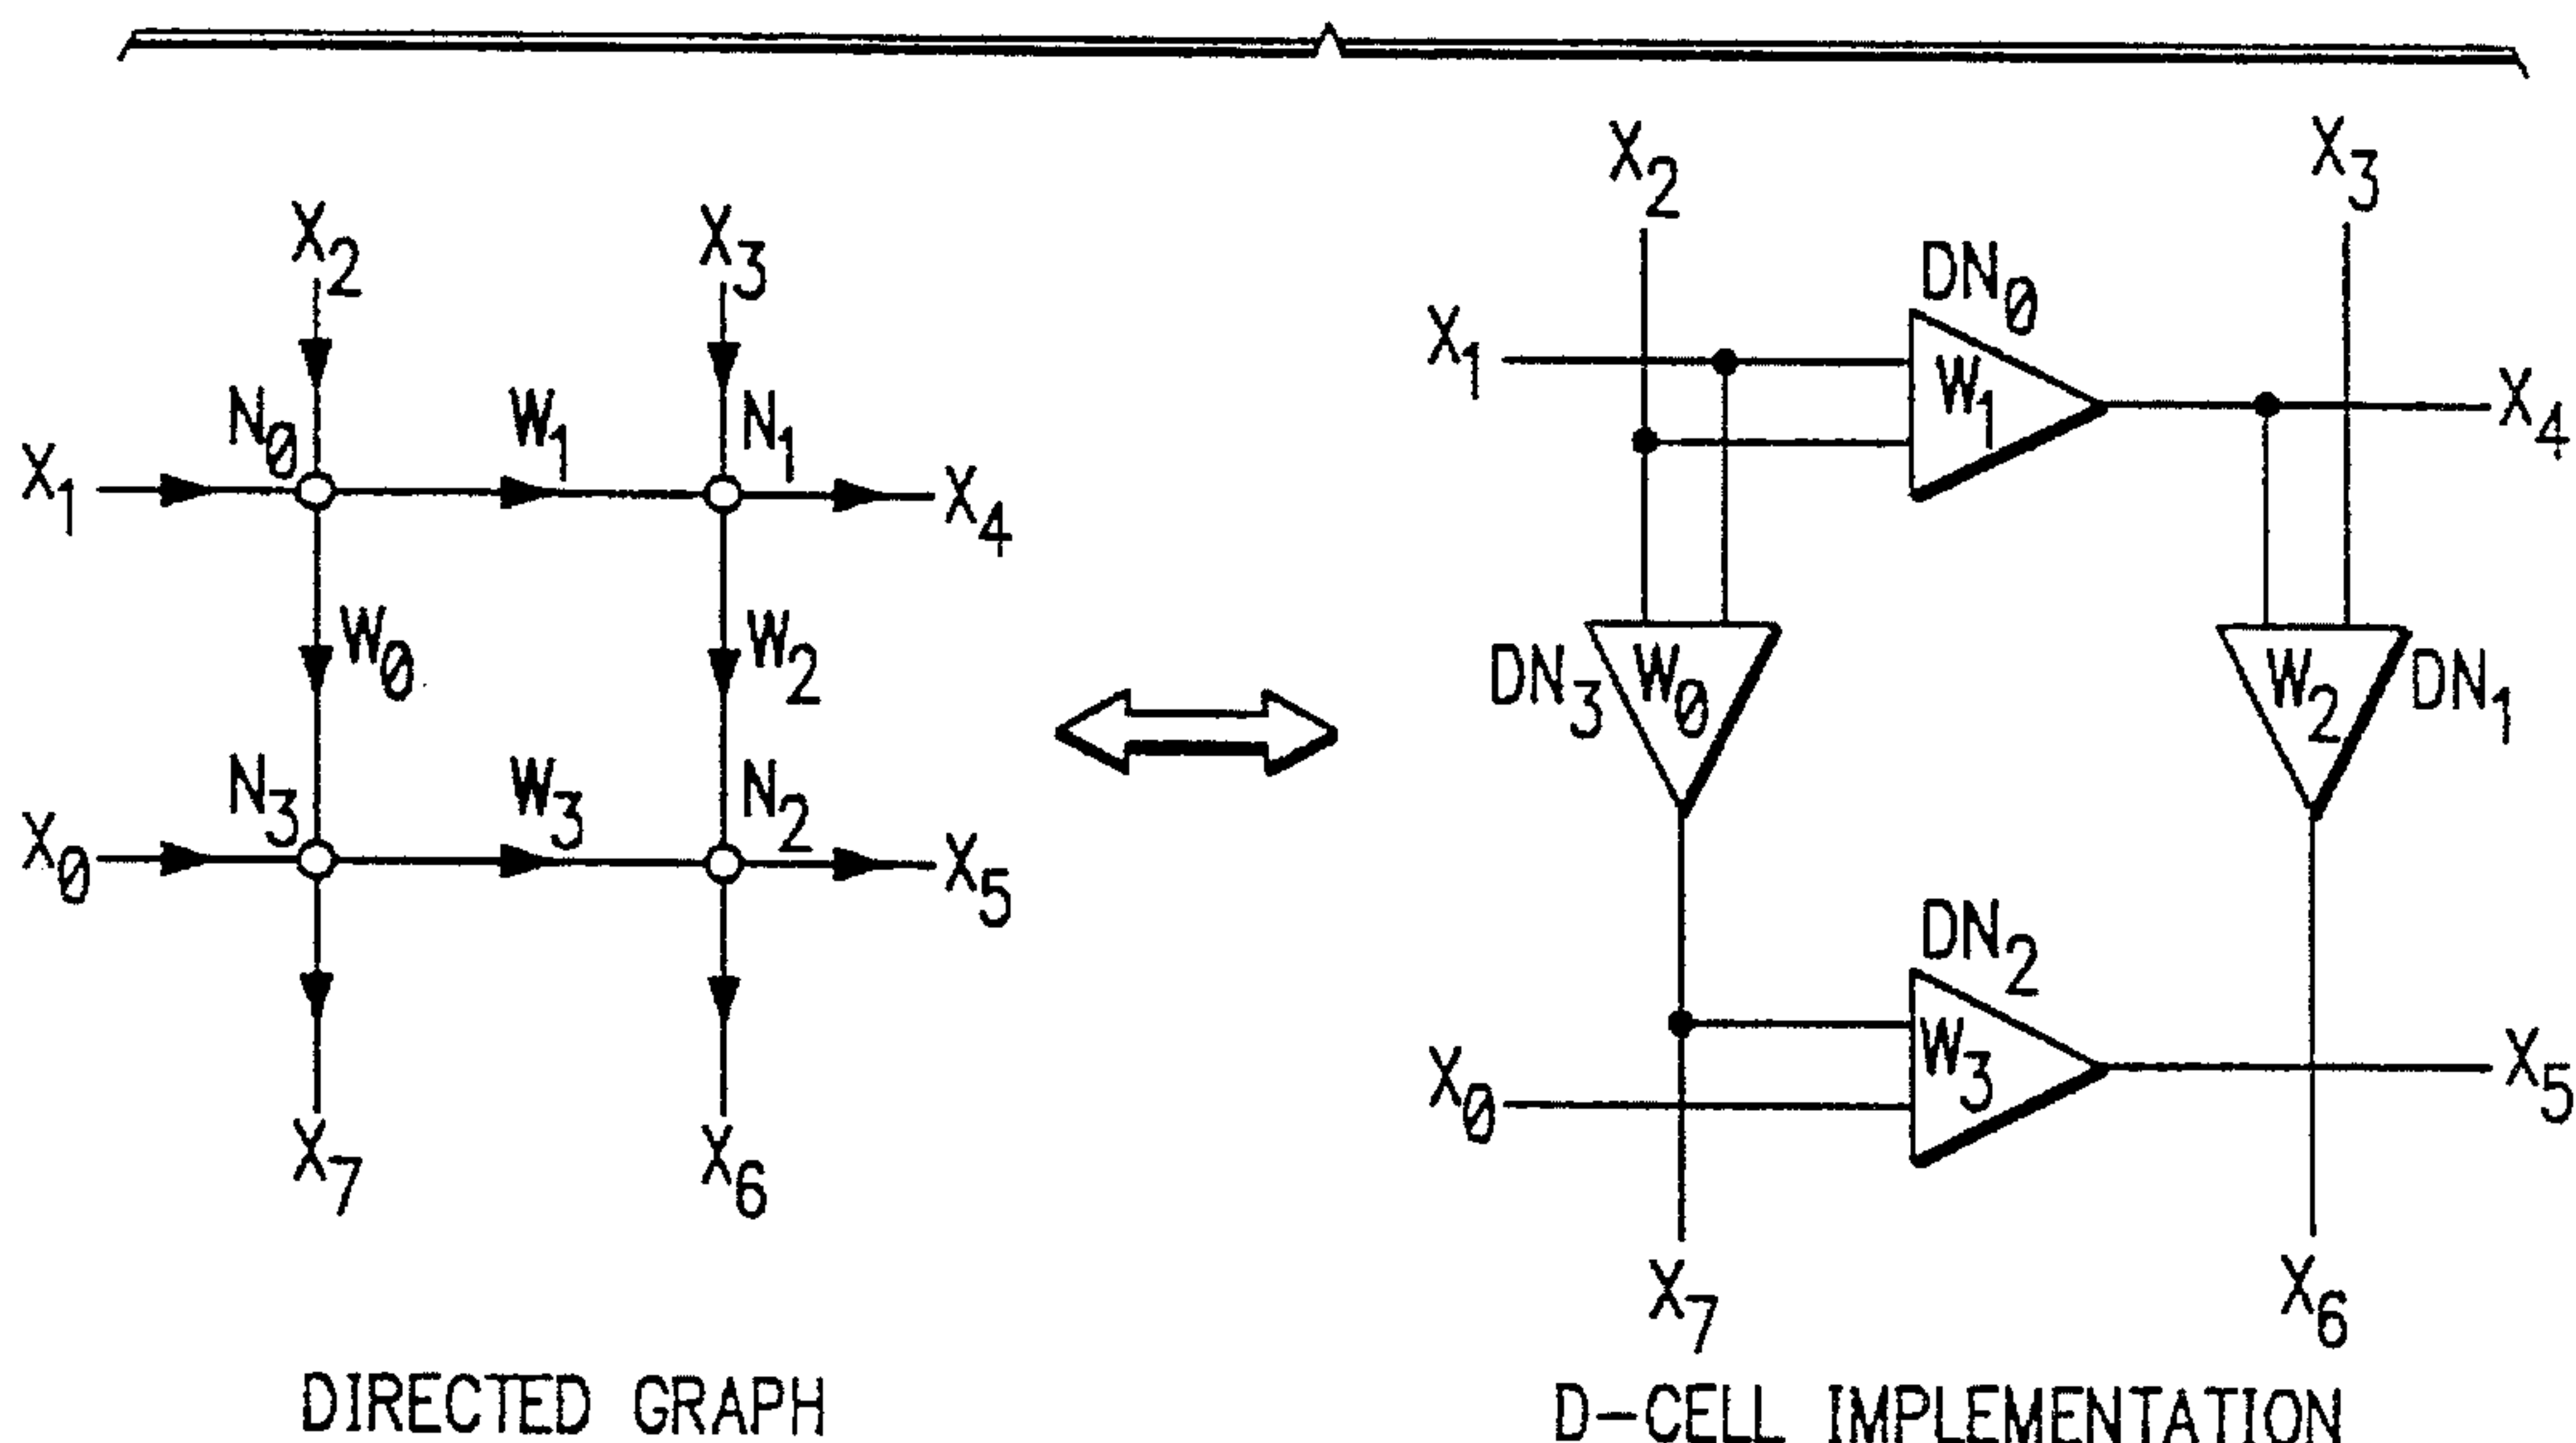 X2 X3
N0 W1 N1
X1 X4
W0 W2
N3 W3 N2
X0 X5
X7 X6
DIRECTED GRAPH
X2 X3
DN0
X1 W1 X4
DN3 W0 W2 DN1
DN2
X0 W3 X5
X7 X6
D-CELL IMPLEMENTATION